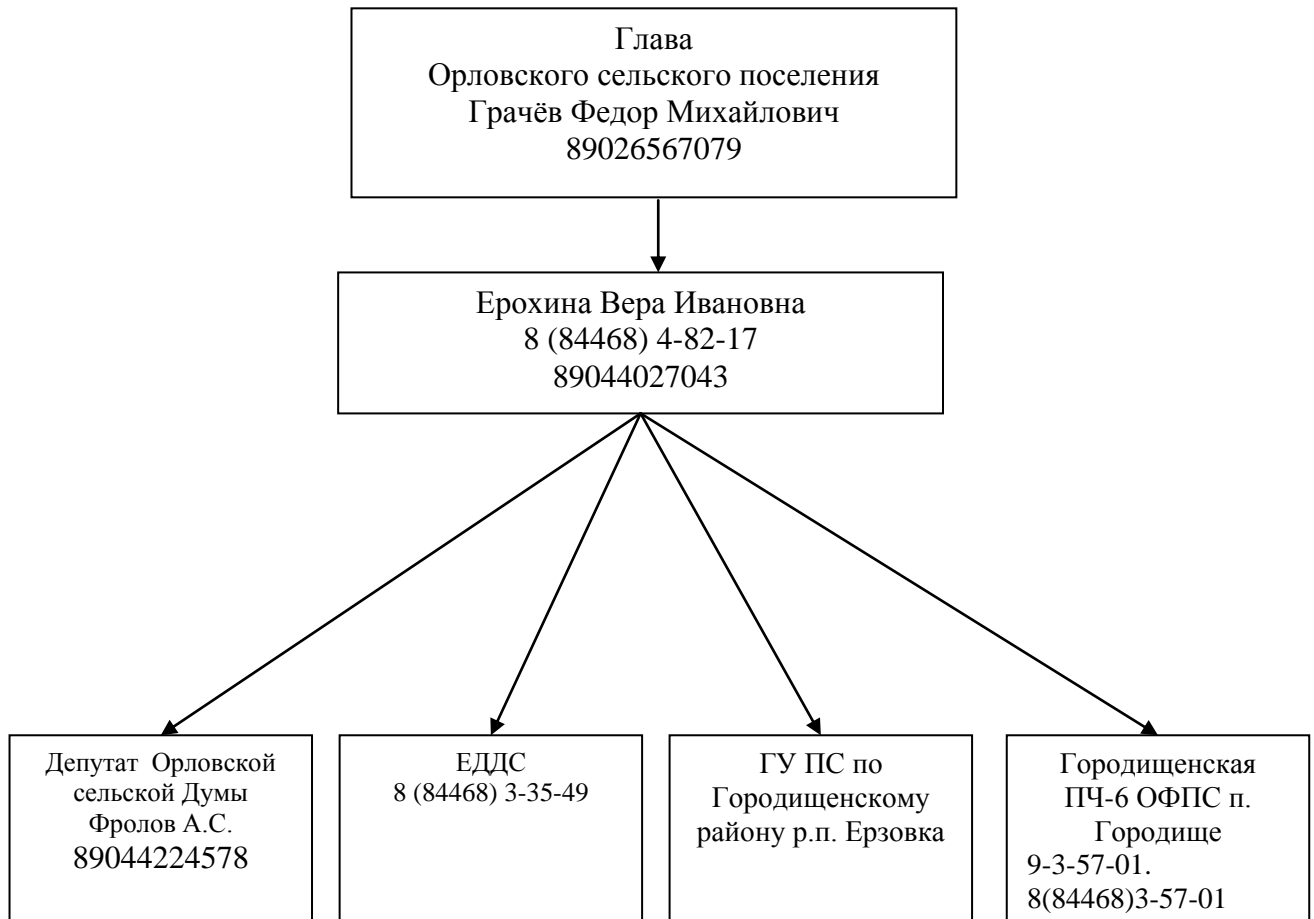 Глава
Орловского сельского поселения
Грачёв Федор Михайлович
89026567079
Ерохина Вера Ивановна
8 (84468) 4-82-17
89044027043
Депутат Орловской
сельской Думы
Фролов А.С.
89044224578
ЕДДС
8 (84468) 3-35-49
ГУ ПС по
Городищенскому
району р.п. Ерзовка
Городищенская
ПЧ-6 ОФПС п.
Городище
9-3-57-01.
8(84468)3-57-01